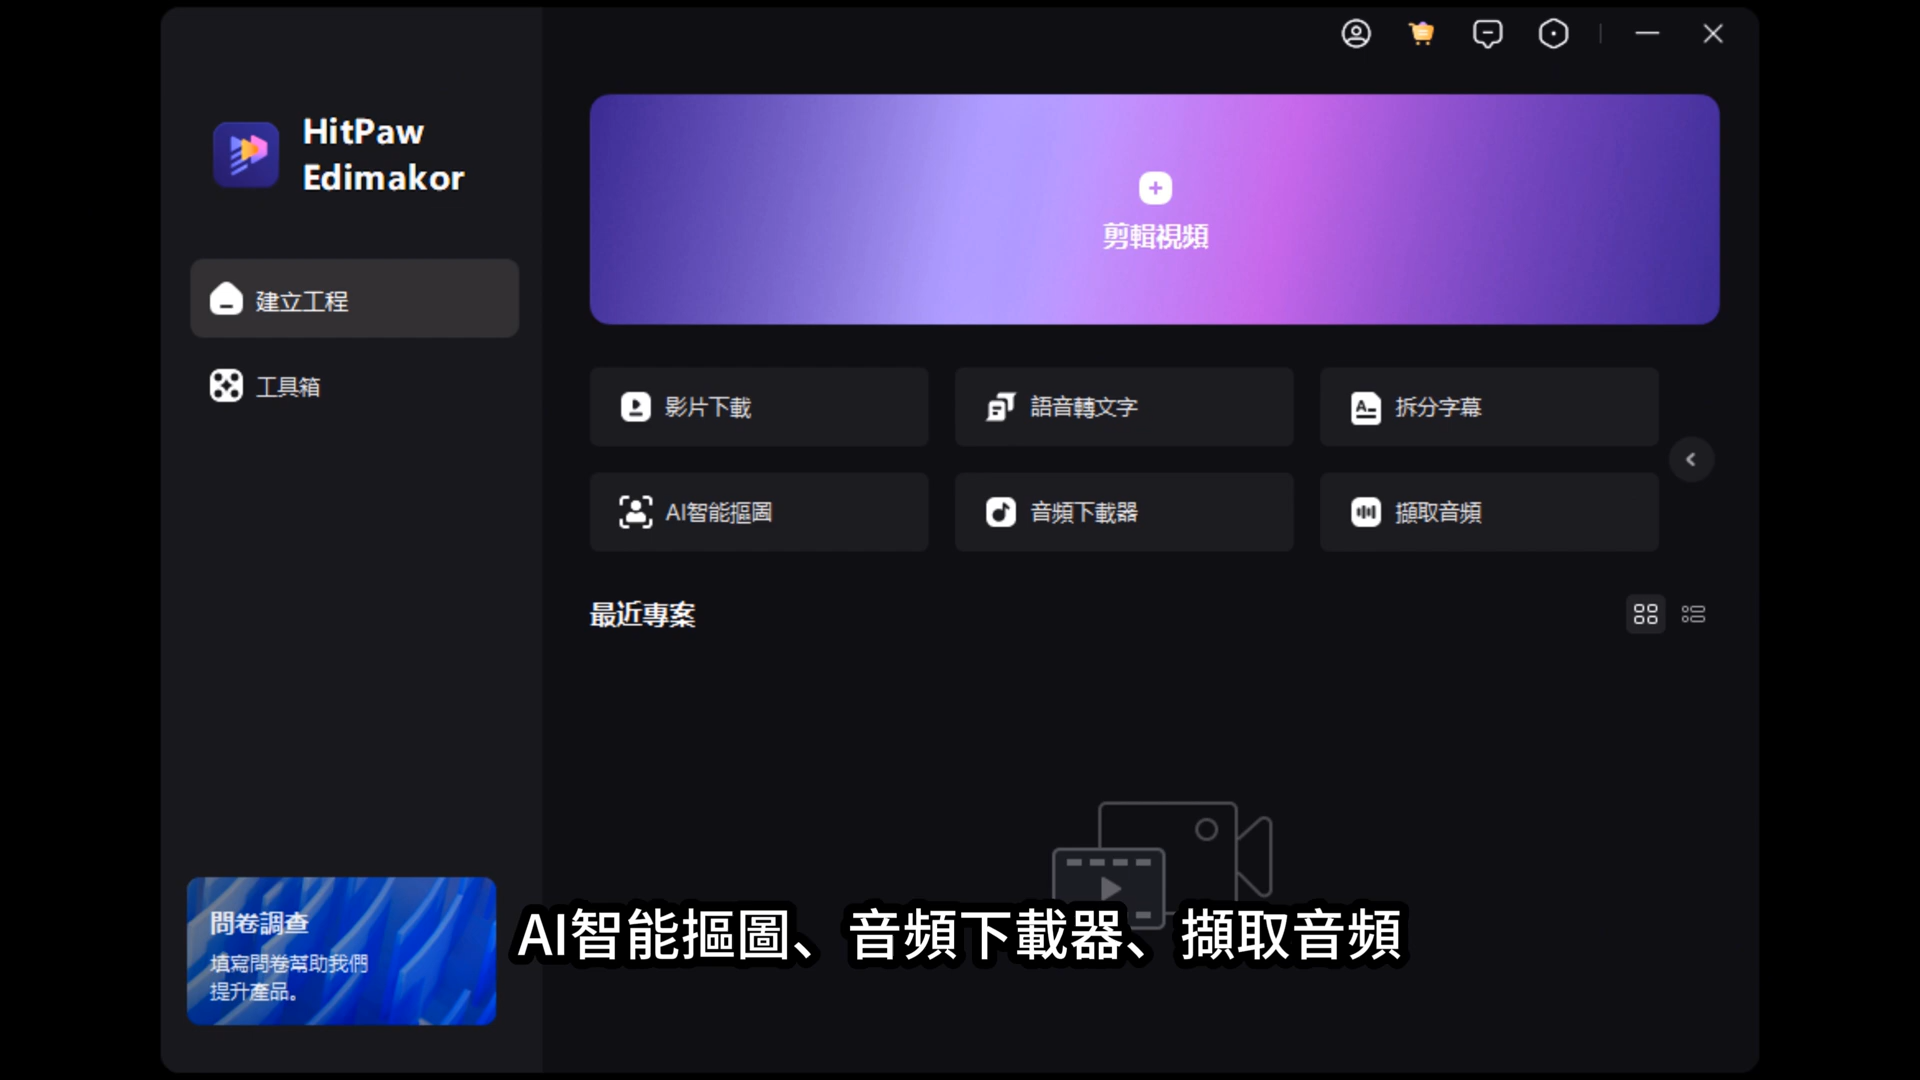 HitPaw
Edimakor
建立工程
工具箱
剪輯視頻
影片下載
語音轉文字
拆分字幕
AI智能摳圖
音頻下載器
擷取音頻
最近專案
問卷調查
填寫問卷幫助我們
提升產品。
AI智能摳圖、音頻下載器、擷取音頻